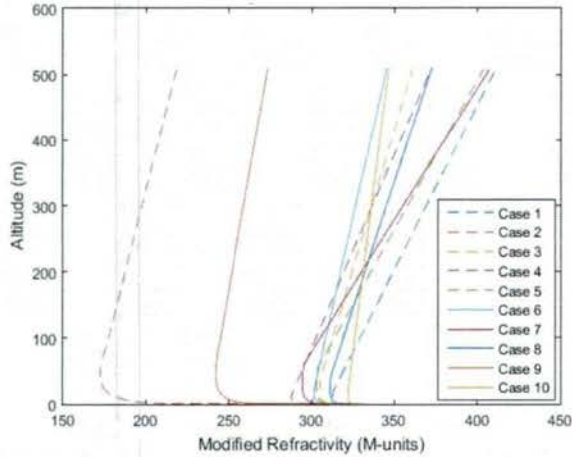 600
500
400
300
200
100
0
Altitude (m)
Case 1
Case 2
Case 3
Case 4
Case 5
Case 6
Case 7
Case 8
Case 9
Case 10
150 200 250 300 350 400 450
Modified Refractivity (M-units)